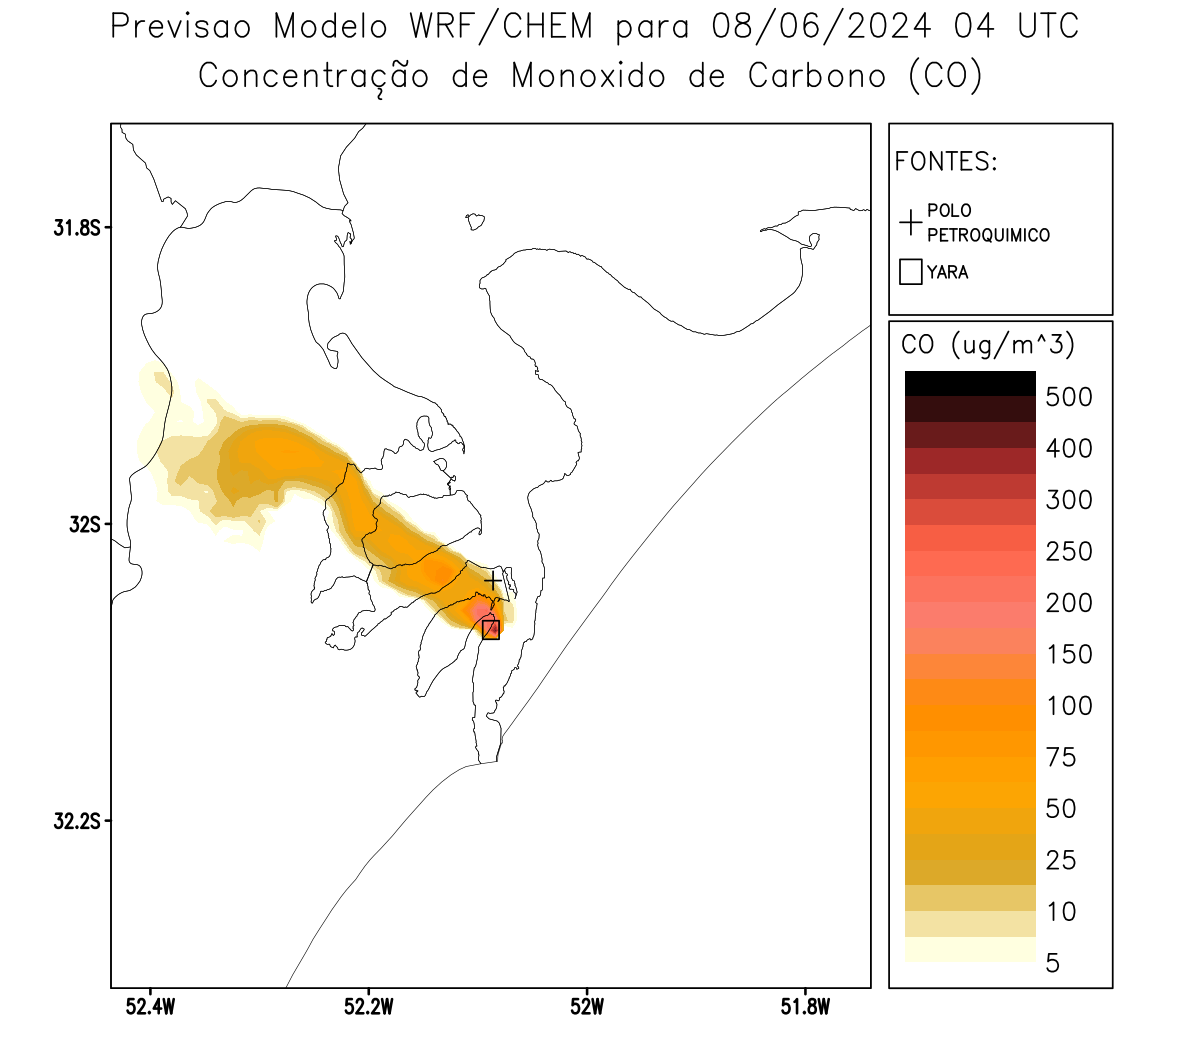 Previsao Modelo WRF/CHEM para 08/06/2024 04 UTC
Concentração de Monoxido de Carbono (CO)
FONTES:
POLO
PETROQUIMICO
YARA
31.8S
32S
32.2S
52.4W
52.2W
52W
51.8W
CO (ug/m^3)
500
400
300
250
200
150
100
75
50
25
10
5